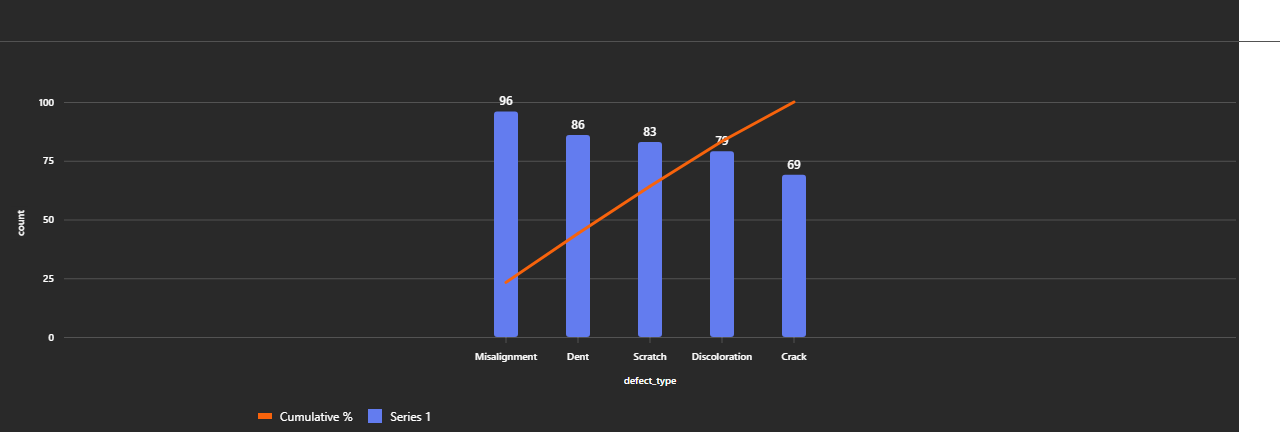 100
75
50
25
0
count
96
86
83
79
69
Misalignment Dent Scratch Discoloration Crack
defect_type
Cumulative % Series 1